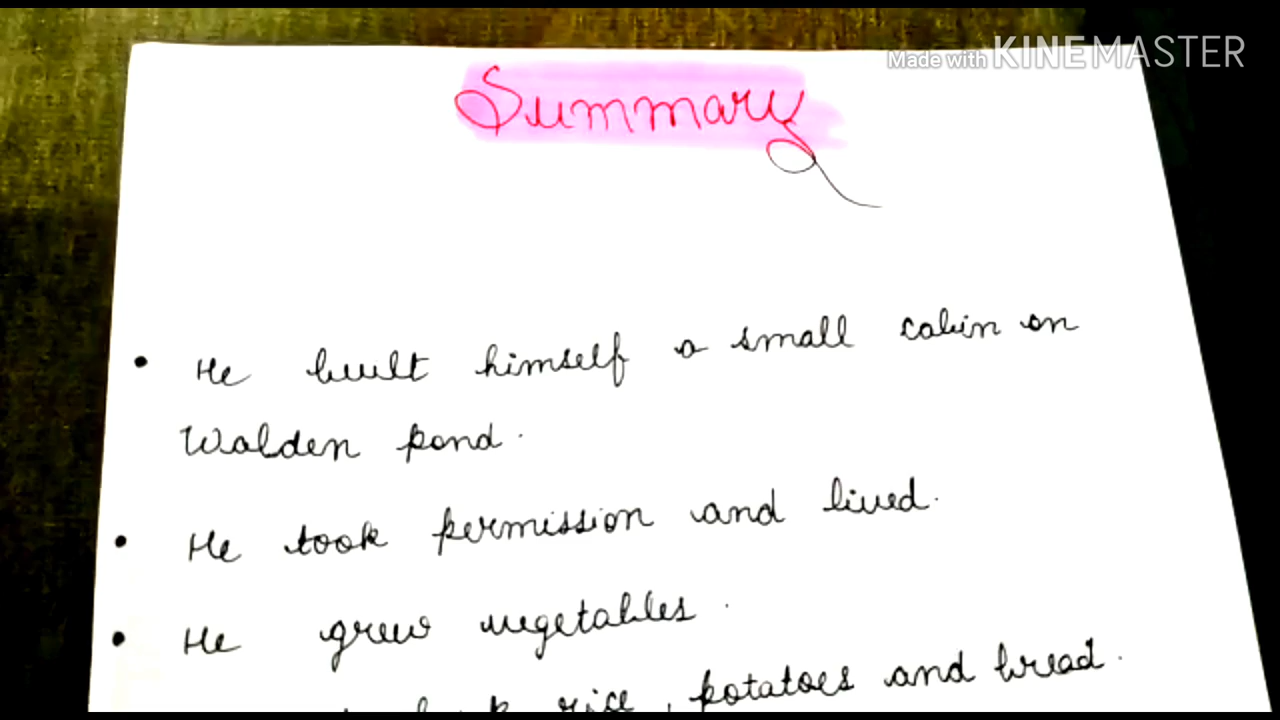 Made with KINEMASTER
Summary
• He built himself a small cabin on
Walden pond.
• He took permission and lived.
• He grew vegetables.
rice, potatoes and bread.